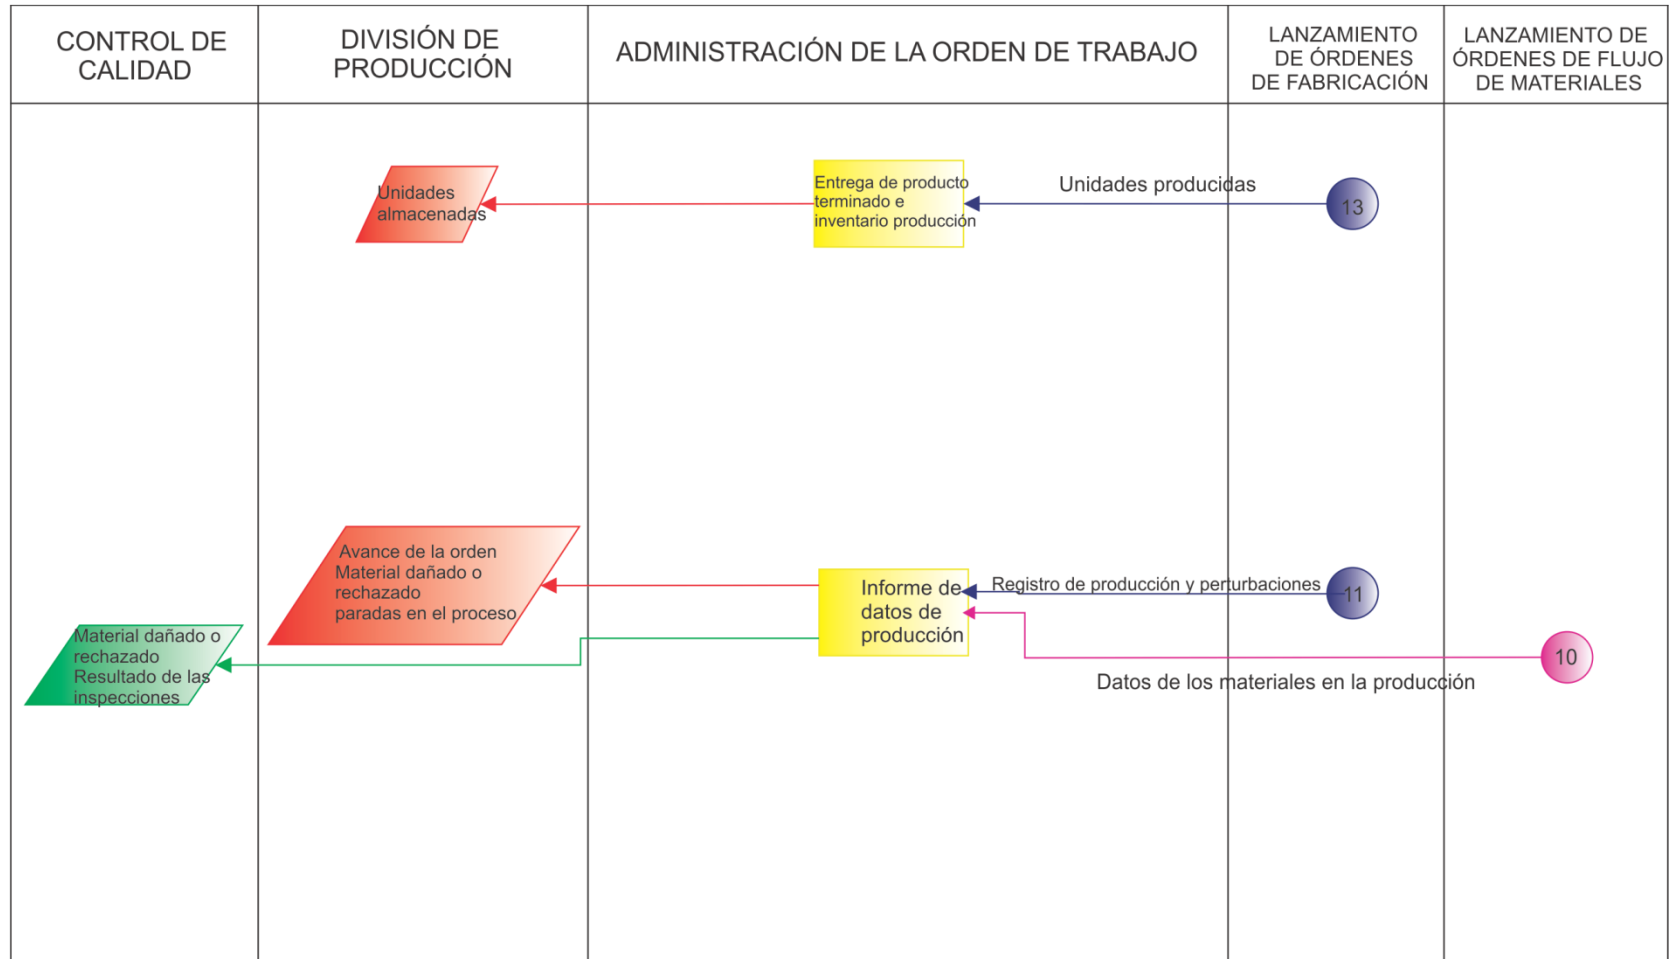 CONTROL DE
CALIDAD
DIVISIÓN DE
PRODUCCIÓN
ADMINISTRACIÓN DE LA ORDEN DE TRABAJO
LANZAMIENTO
DE ÓRDENES
DE FABRICACIÓN
LANZAMIENTO DE
ÓRDENES DE FLUJO
DE MATERIALES
Unidades
almacenadas
Entrega de producto
terminado e
inventario producción
Unidades producidas
13
Avance de la orden
Material dañado o
rechazado
paradas en el proceso
Informe de
datos de
producción
Registro de producción y perturbaciones
11
Material dañado o
rechazado
Resultado de las
inspecciones
10
Datos de los materiales en la producción